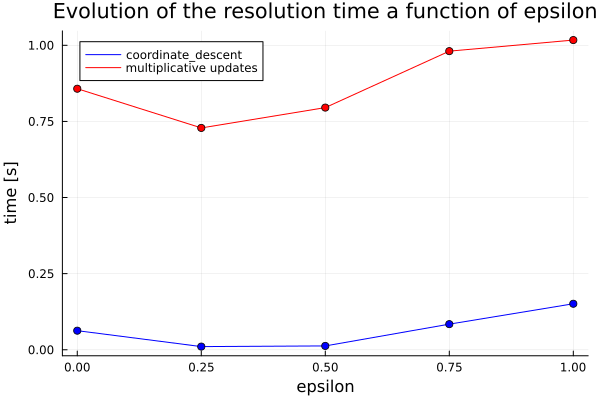 Evolution of the resolution time a function of epsilon
coordinate_descent
multiplicative updates
time [s]
1.00
0.75
0.50
0.25
0.00
0.00 0.25 0.50 0.75 1.00
epsilon